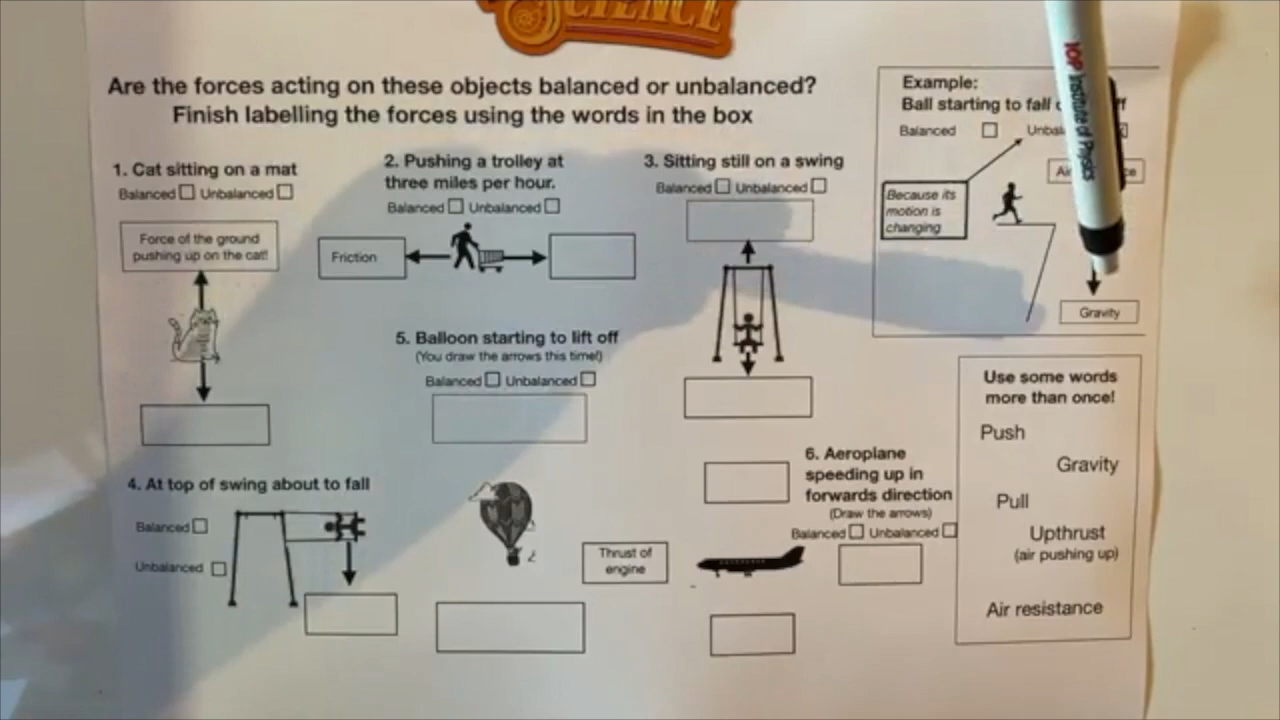 SCIENCE
Are the forces acting on these objects balanced or unbalanced?
Finish labelling the forces using the words in the box
1. Cat sitting on a mat
Balanced Unbalanced
Force of the ground
pushing up on the cat!
2. Pushing a trolley at
three miles per hour.
Balanced Unbalanced
Friction
3. Sitting still on a swing
Balanced Unbalanced
Example:
Ball starting to fall
Balanced
Because its
motion is
changing
Gravity
IOP Institute of Physics
4. At top of swing about to fall
Balanced
Unbalanced
5. Balloon starting to lift off
(You draw the arrows this time!)
Balanced Unbalanced
Thrust of
engine
6. Aeroplane
speeding up in
forwards direction
(Draw the arrows)
Balanced Unbalanced
Use some words
more than once!
Push
Gravity
Pull
Upthrust
(air pushing up)
Air resistance